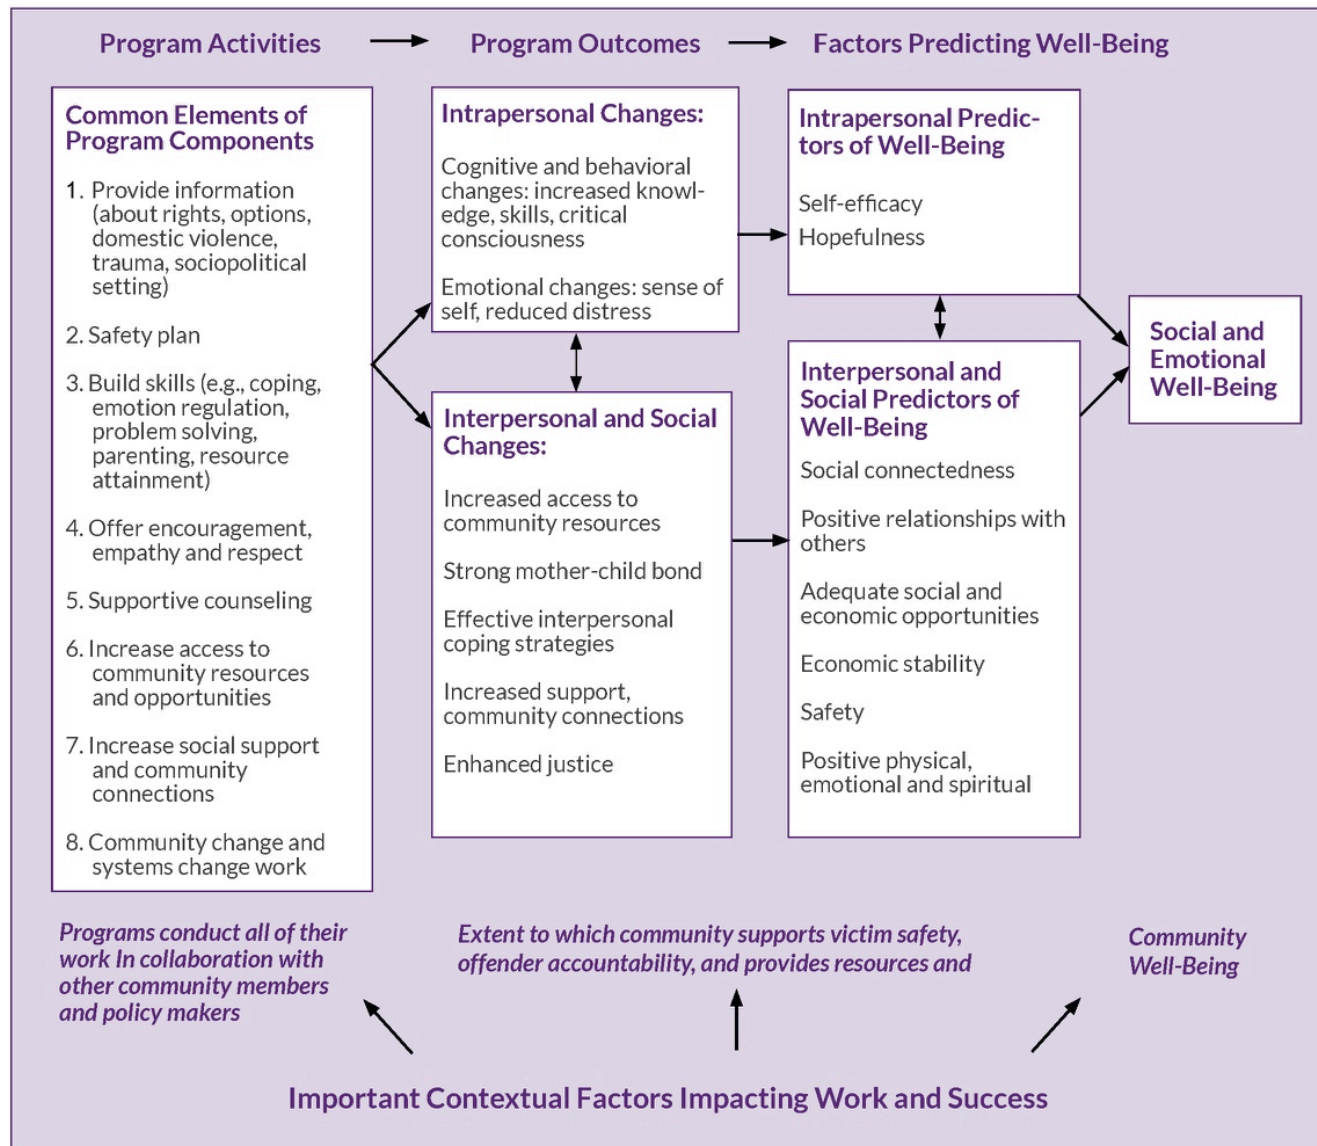 Program Activities
Program Outcomes
Factors Predicting Well-Being
Common Elements of
Program Components
1. Provide information
(about rights, options,
domestic violence,
trauma, sociopolitical
setting)
2. Safety plan
3. Build skills (e.g., coping,
emotion regulation,
problem solving,
parenting, resource
attainment)
4. Offer encouragement,
empathy and respect
5. Supportive counseling
6. Increase access to
community resources
and opportunities
7. Increase social support
and community
connections
8. Community change and
systems change work
Intrapersonal Changes:
Cognitive and behavioral
changes: increased knowl-
edge, skills, critical
consciousness
Emotional changes: sense of
self, reduced distress
Interpersonal and Social
Changes:
Increased access to
community resources
Strong mother-child bond
Effective interpersonal
coping strategies
Increased support,
community connections
Enhanced justice
Intrapersonal Predic-
tors of Well-Being
Self-efficacy
Hopefulness
Interpersonal and
Social Predictors of
Well-Being
Social connectedness
Positive relationships with
others
Adequate social and
economic opportunities
Economic stability
Safety
Positive physical,
emotional and spiritual
Social and
Emotional
Well-Being
Programs conduct all of their
work In collaboration with
other community members
and policy makers
Extent to which community supports victim safety,
offender accountability, and provides resources and
Community
Well-Being
Important Contextual Factors Impacting Work and Success